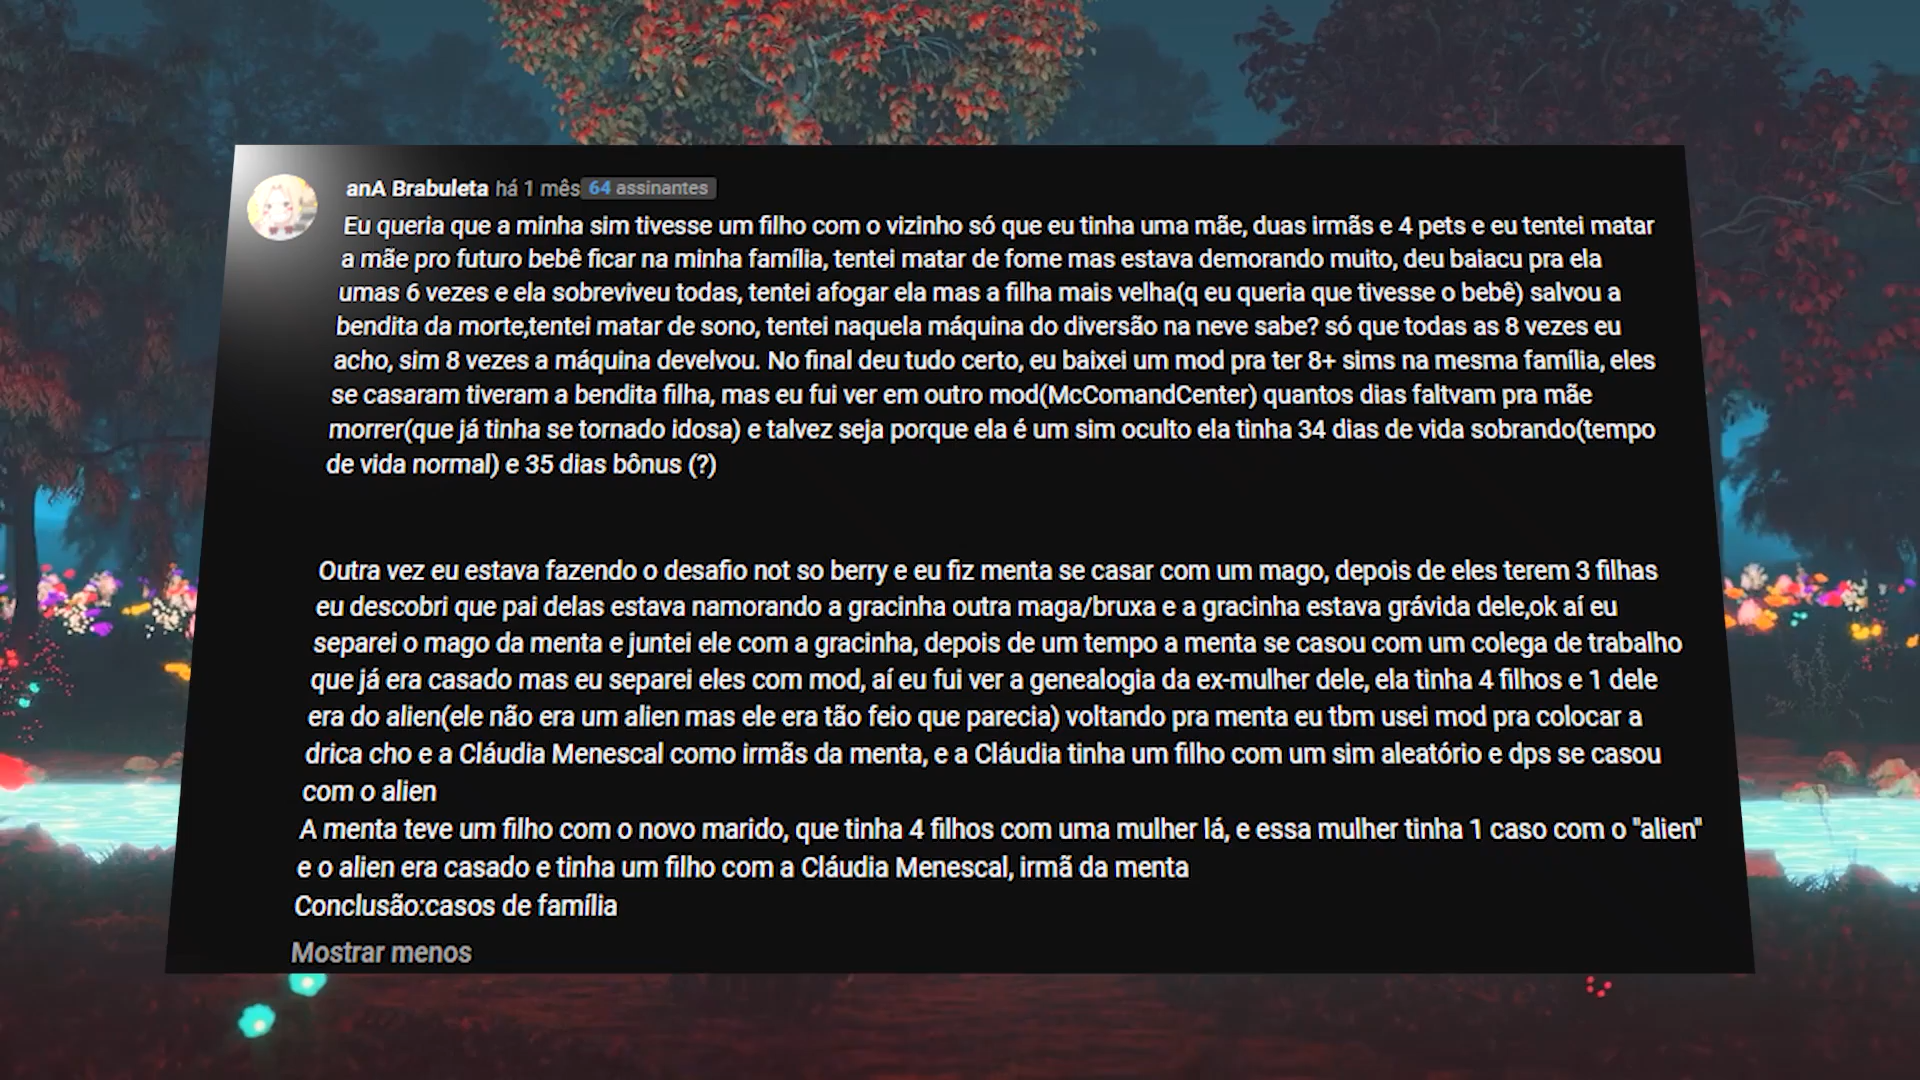 anA Brabuleta há 1 mês 64 assinantes
Eu queria que a minha sim tivesse um filho com o vizinho só que eu tinha uma mãe, duas irmãs e 4 pets e eu tentei matar
a mãe pro futuro bebê ficar na minha família, tentei matar de fome mas estava demorando muito, deu baiacu pra ela
umas 6 vezes e ela sobreviveu todas, tentei afogar ela mas a filha mais velha(q eu queria que tivesse o bebê) salvou a
bendita da morte,tentei matar de sono, tentei naquela máquina do diversão na neve sabe? só que todas as 8 vezes eu
acho, sim 8 vezes a máquina develvou. No final deu tudo certo, eu baixei um mod pra ter 8+ sims na mesma família, eles
se casaram tiveram a bendita filha, mas eu fui ver em outro mod(McComandCenter) quantos dias faltvam pra mãe
morrer(que já tinha se tornado idosa) e talvez seja porque ela é um sim oculto ela tinha 34 dias de vida sobrando(tempo
de vida normal) e 35 dias bônus (?)
Outra vez eu estava fazendo o desafio not so berry e eu fiz menta se casar com um mago, depois de eles terem 3 filhas
eu descobri que pai delas estava namorando a gracinha outra maga/bruxa e a gracinha estava grávida dele,ok aí eu
separei o mago da menta e juntei ele com a gracinha, depois de um tempo a menta se casou com um colega de trabalho
que já era casado mas eu separei eles com mod, aí eu fui ver a genealogia da ex-mulher dele, ela tinha 4 filhos e 1 dele
era do alien(ele não era um alien mas ele era tão feio que parecia) voltando pra menta eu tbm usei mod pra colocar a
drica cho e a Cláudia Menescal como irmãs da menta, e a Cláudia tinha um filho com um sim aleatório e dps se casou
com o alien
A menta teve um filho com o novo marido, que tinha 4 filhos com uma mulher lá, e essa mulher tinha 1 caso com o "alien"
e o alien era casado e tinha um filho com a Cláudia Menescal, irmã da menta
Conclusão:casos de família
Mostrar menos